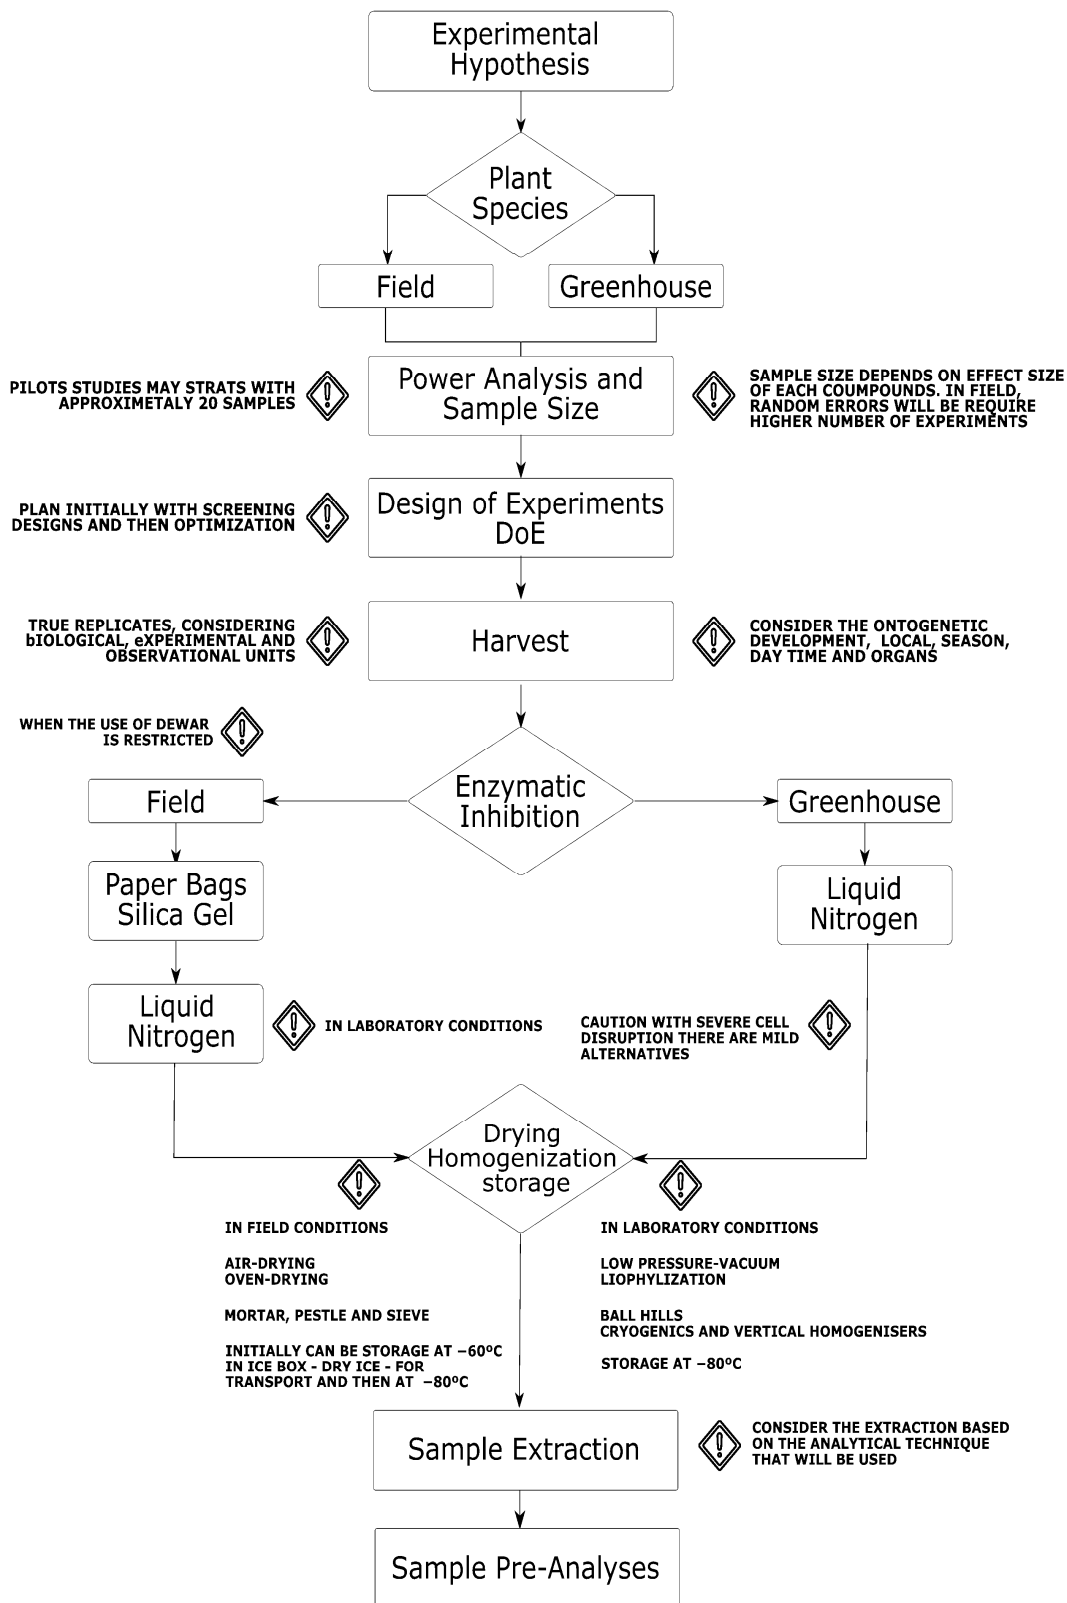 Experimental
Hypothesis
Plant
Species
Field
Greenhouse
PILOTS STUDIES MAY STRATS WITH
APPROXIMETALY 20 SAMPLES
Power Analysis and
Sample Size
SAMPLE SIZE DEPENDS ON EFFECT SIZE
OF EACH COUMPOUNDS. IN FIELD,
RANDOM ERRORS WILL BE REQUIRE
HIGHER NUMBER OF EXPERIMENTS
PLAN INITIALLY WITH SCREENING
DESIGNS AND THEN OPTIMIZATION
Design of Experiments
DoE
TRUE REPLICATES, CONSIDERING
bIOLOGICAL, eXPERIMENTAL AND
OBSERVATIONAL UNITS
Harvest
CONSIDER THE ONTOGENETIC
DEVELOPMENT, LOCAL, SEASON,
DAY TIME AND ORGANS
WHEN THE USE OF DEWAR
IS RESTRICTED
Enzymatic
Inhibition
Field
Greenhouse
Paper Bags
Silica Gel
Liquid
Nitrogen
Liquid
Nitrogen
IN LABORATORY CONDITIONS
CAUTION WITH SEVERE CELL
DISRUPTION THERE ARE MILD
ALTERNATIVES
Drying
Homogenization
storage
IN FIELD CONDITIONS
AIR-DRYING
OVEN-DRYING
MORTAR, PESTLE AND SIEVE
INITIALLY CAN BE STORAGE AT −60ºC
IN ICE BOX - DRY ICE - FOR
TRANSPORT AND THEN AT −80ºC
IN LABORATORY CONDITIONS
LOW PRESSURE-VACUUM
LIOPHYLIZATION
BALL HILLS
CRYOGENICS AND VERTICAL HOMOGENISERS
STORAGE AT −80ºC
Sample Extraction
CONSIDER THE EXTRACTION BASED
ON THE ANALYTICAL TECHNIQUE
THAT WILL BE USED
Sample Pre-Analyses